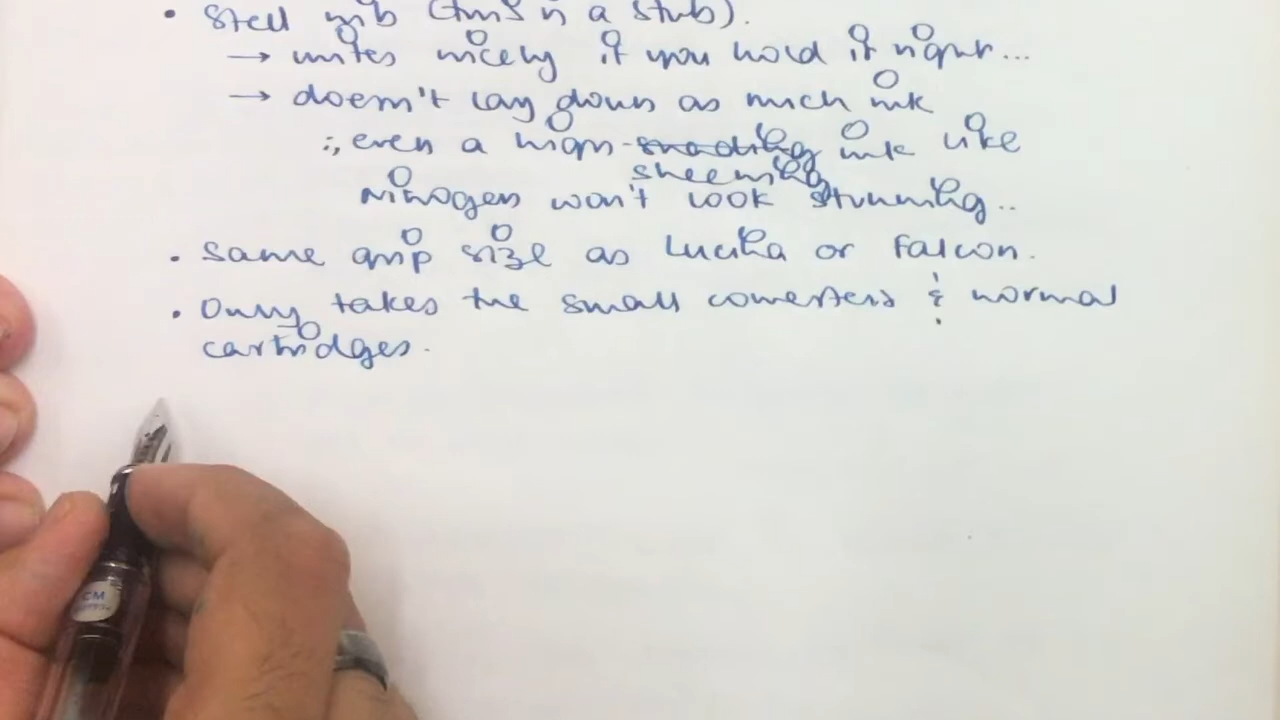 • Steel nib (this is a stub).
→ writes nicely if you hold it right...
→ doesn't lay down as much ink
∴, even a high-shading ink like
sheening
Nitrogen won't look stunning..
• Same grip size as Lucina or Falcon.
• Only takes the small converters & normal
cartridges.
CM